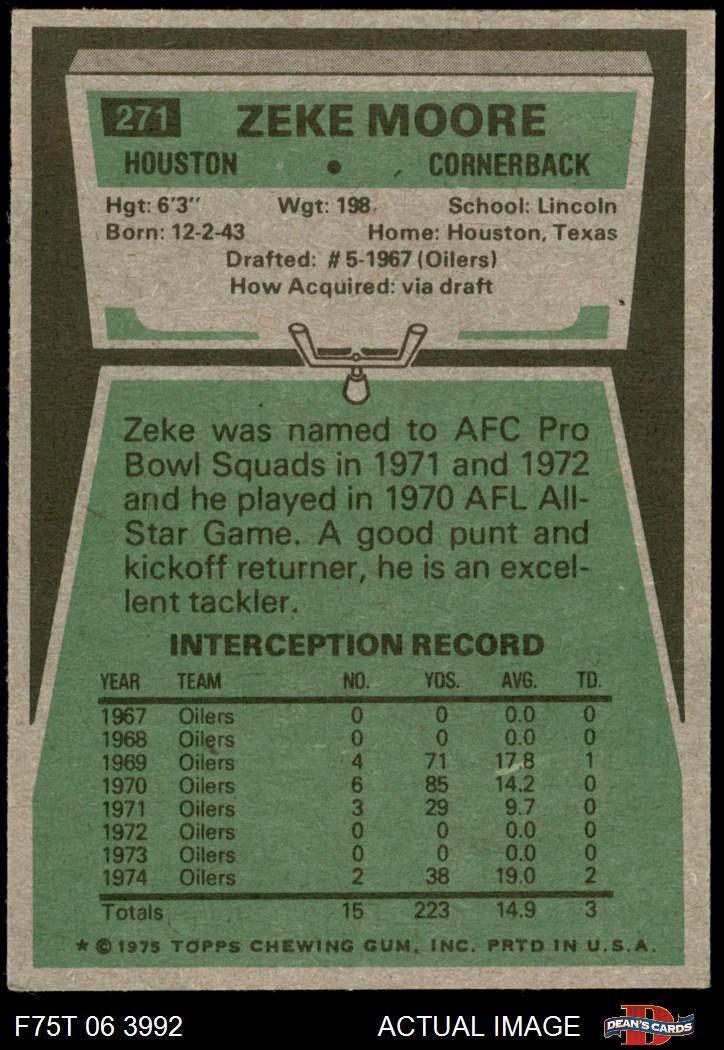 271 ZEKE MOORE
HOUSTON • CORNERBACK
Hgt: 6'3" Wgt: 198 School: Lincoln
Born: 12-2-43 Home: Houston, Texas
Drafted: #5-1967 (Oilers)
How Acquired: via draft
Zeke was named to AFC Pro
Bowl Squads in 1971 and 1972
and he played in 1970 AFL All-
Star Game. A good punt and
kickoff returner, he is an excel-
lent tackler.
INTERCEPTION RECORD
YEAR TEAM NO. YDS. AVG. TD.
1967 Oilers 0 0 0.0 0
1968 Oilers 0 0 0.0 0
1969 Oilers 4 71 17.8 1
1970 Oilers 6 85 14.2 0
1971 Oilers 3 29 9.7 0
1972 Oilers 0 0 0.0 0
1973 Oilers 0 0 0.0 0
1974 Oilers 2 38 19.0 2
Totals 15 223 14.9 3
* © 1975 TOPPS CHEWING GUM, INC. PRTD IN U.S.A.
F75T 06 3992 ACTUAL IMAGE D DEAN'S CARDS